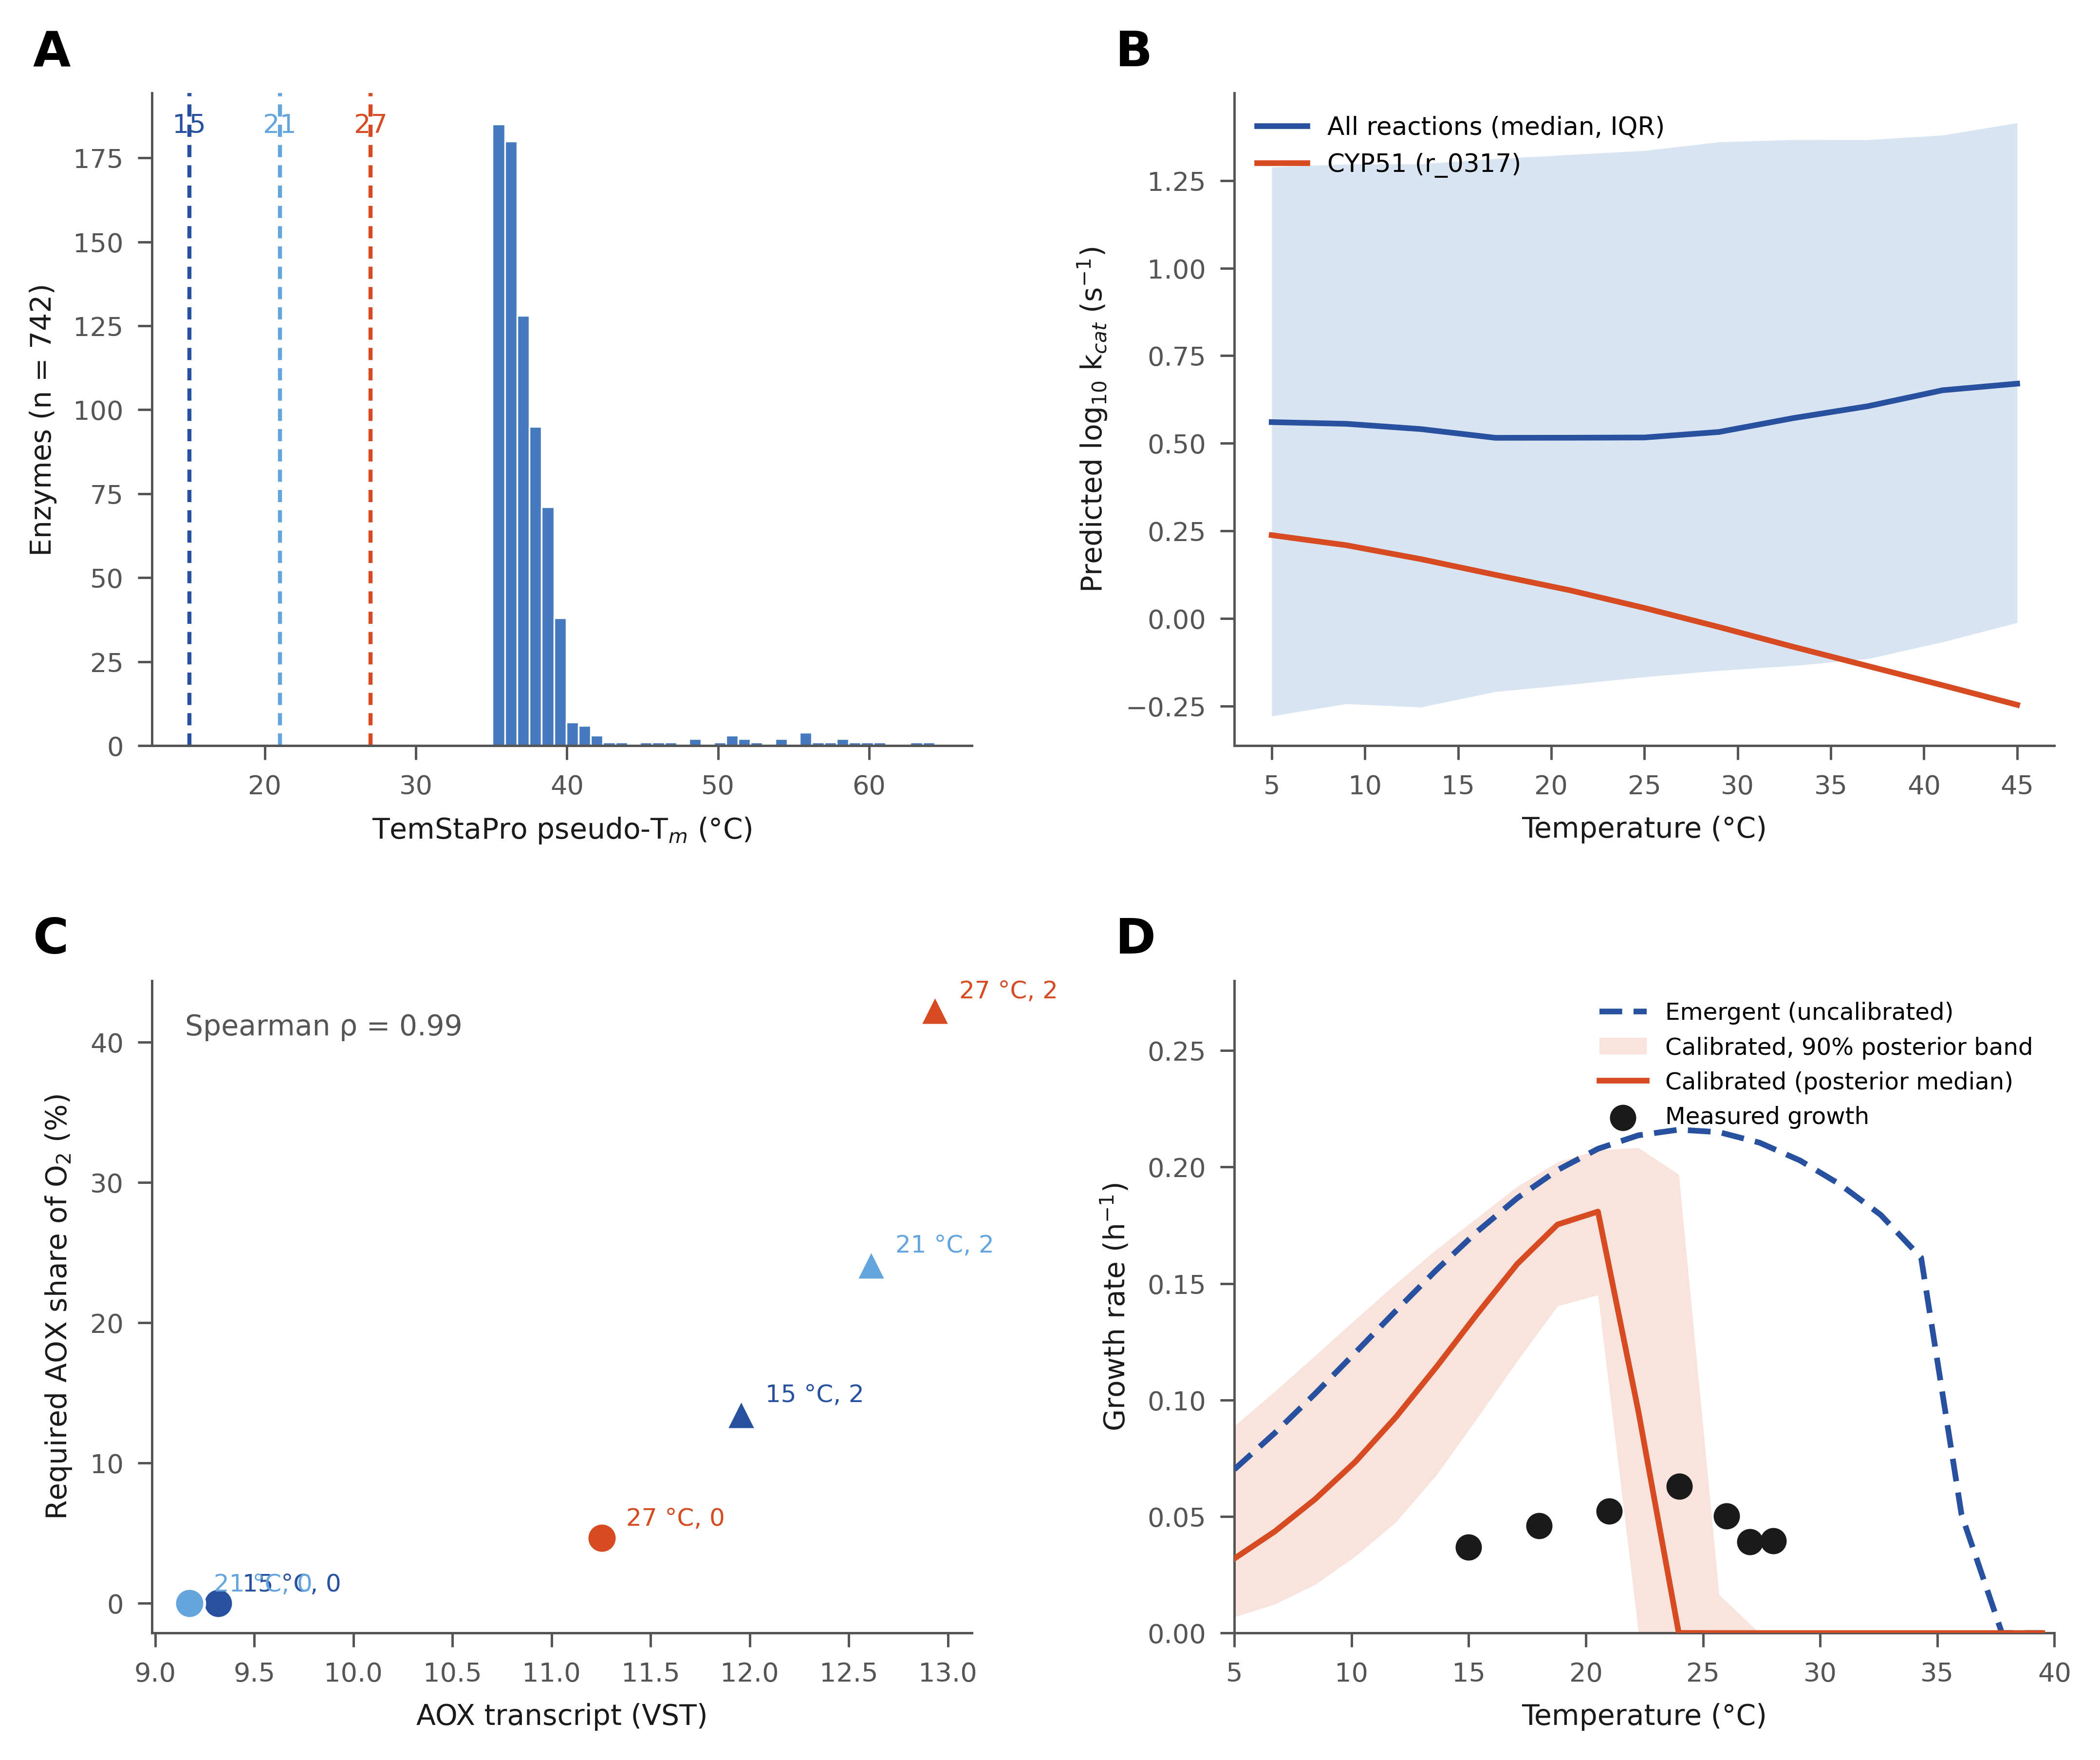 A
15
21
27
175
150
125
100
75
50
25
0
Enzymes (n = 742)
20
30
40
50
60
TemStaPro pseudo-Tm (°C)
B
All reactions (median, IQR)
CYP51 (r_0317)
1.25
1.00
0.75
0.50
0.25
0.00
−0.25
Predicted log10 kcat (s−1)
5
10
15
20
25
30
35
40
45
Temperature (°C)
C
Spearman ρ = 0.99
27 °C, 2
21 °C, 2
15 °C, 2
27 °C, 0
21 °C, 0
15 °C, 0
40
30
20
10
0
Required AOX share of O2 (%)
9.0
9.5
10.0
10.5
11.0
11.5
12.0
12.5
13.0
AOX transcript (VST)
D
Emergent (uncalibrated)
Calibrated, 90% posterior band
Calibrated (posterior median)
Measured growth
0.25
0.20
0.15
0.10
0.05
0.00
Growth rate (h−1)
5
10
15
20
25
30
35
40
Temperature (°C)